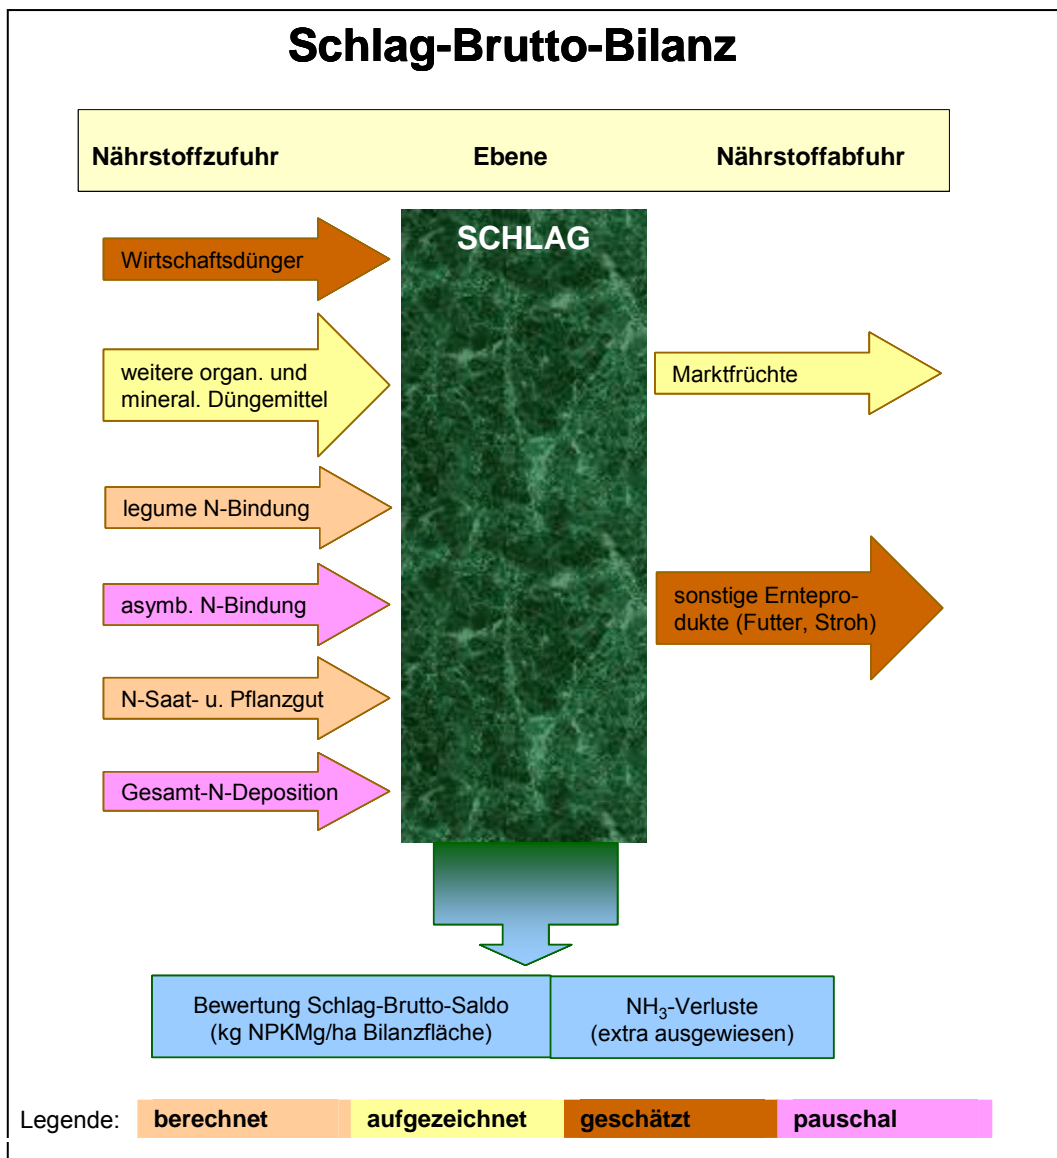 Schlag-Brutto-Bilanz
Nährstoffzufuhr Ebene Nährstoffabfuhr
SCHLAG
Wirtschaftsdünger
weitere organ. und
mineral. Düngemittel
Marktfrüchte
legume N-Bindung
asymb. N-Bindung
sonstige Erntepro-
dukte (Futter, Stroh)
N-Saat- u. Pflanzgut
Gesamt-N-Deposition
Bewertung Schlag-Brutto-Saldo
(kg NPKMg/ha Bilanzfläche)
NH₃-Verluste
(extra ausgewiesen)
Legende: berechnet aufgezeichnet geschätzt pauschal